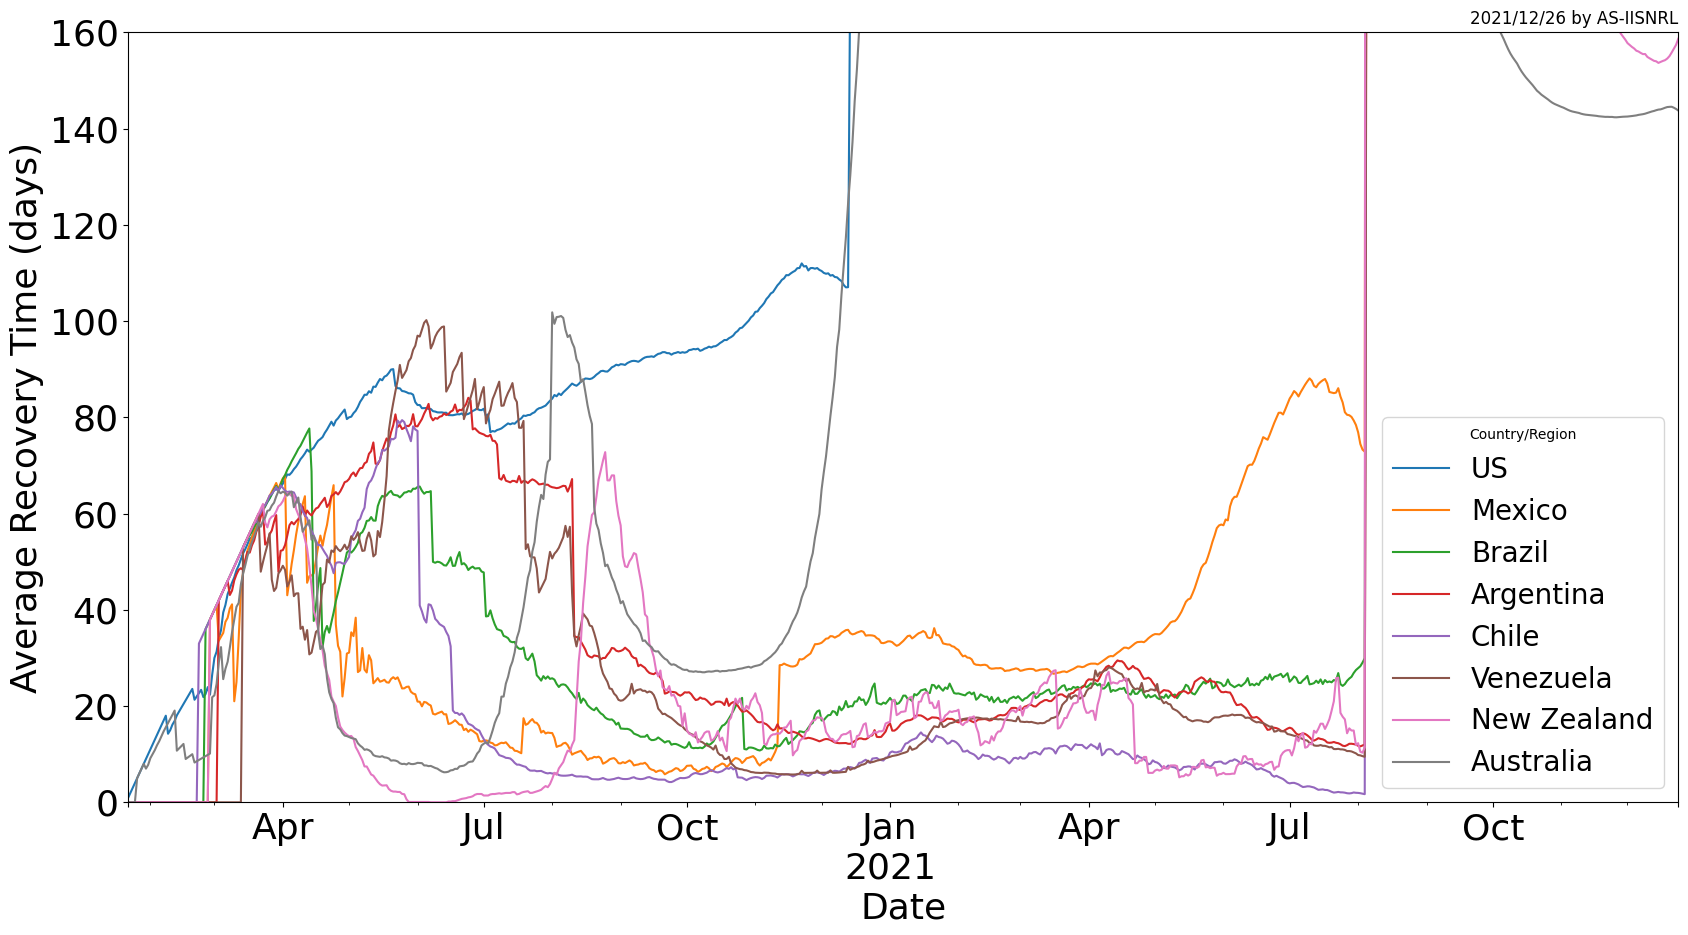 2021/12/26 by AS-IISNRL
160
140
120
100
80
60
40
20
0
Average Recovery Time (days)
Country/Region
US
Mexico
Brazil
Argentina
Chile
Venezuela
New Zealand
Australia
Apr Jul Oct Jan Apr Jul Oct
2021
Date